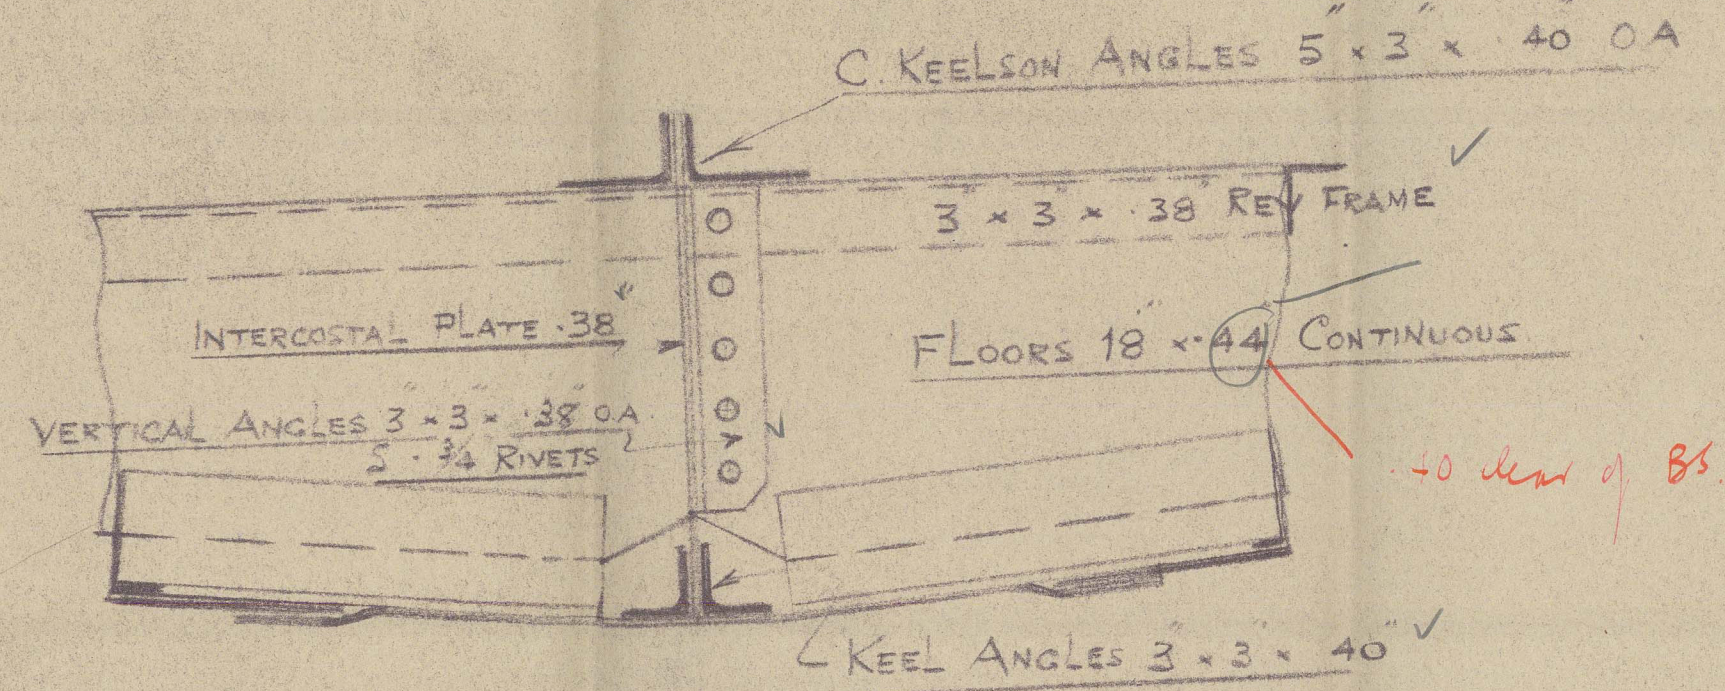 C. KEELSON ANGLES 5" × 3" × .40" O.A
3" × 3" × .38" REV FRAME
INTERCOSTAL PLATE .38"
FLOORS 18" × .44" CONTINUOUS
VERTICAL ANGLES 3" × 3" × .38" O.A.
5 . 3/4 RIVETS
.40 clear of BS.
KEEL ANGLES 3" × 3" × .40"